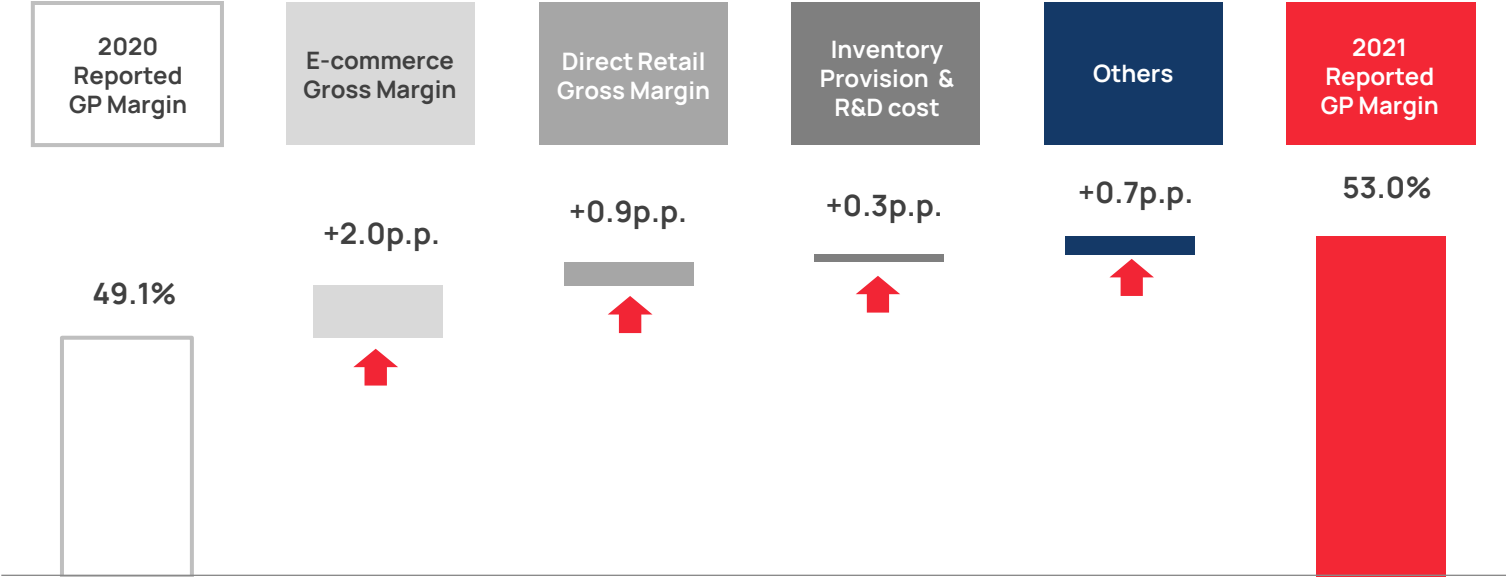 2020
Reported
GP Margin
E-commerce
Gross Margin
Direct Retail
Gross Margin
Inventory
Provision & 
R&D cost
Others
2021
Reported
GP Margin
49.1%
+2.0p.p.
+0.9p.p.
+0.3p.p.
+0.7p.p.
53.0%